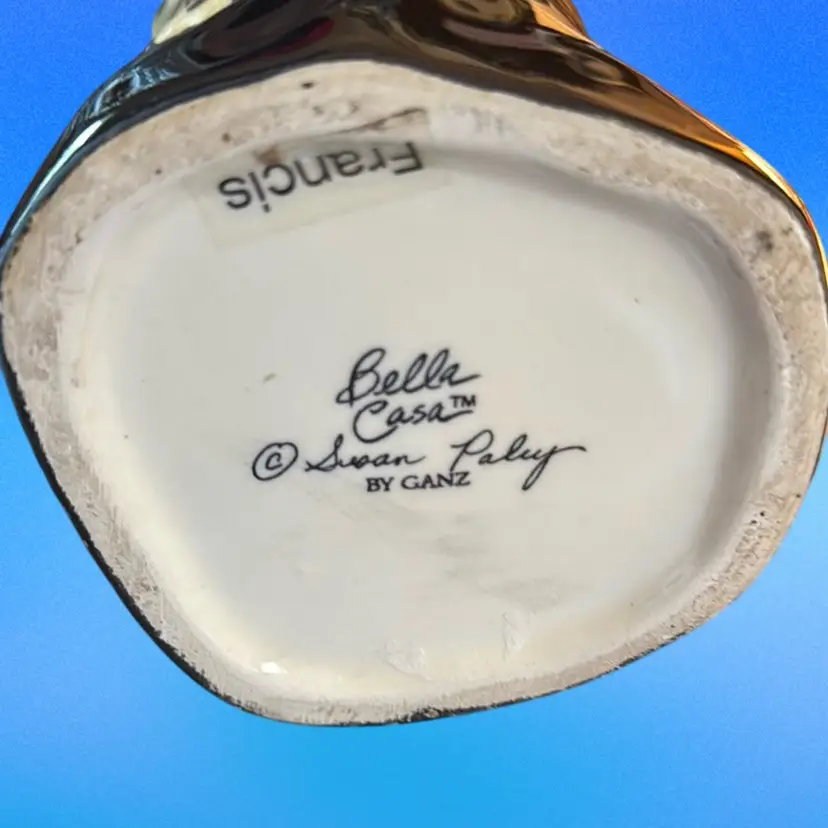 Francis
Bella
Casa™
© Susan Paley
BY GANZ